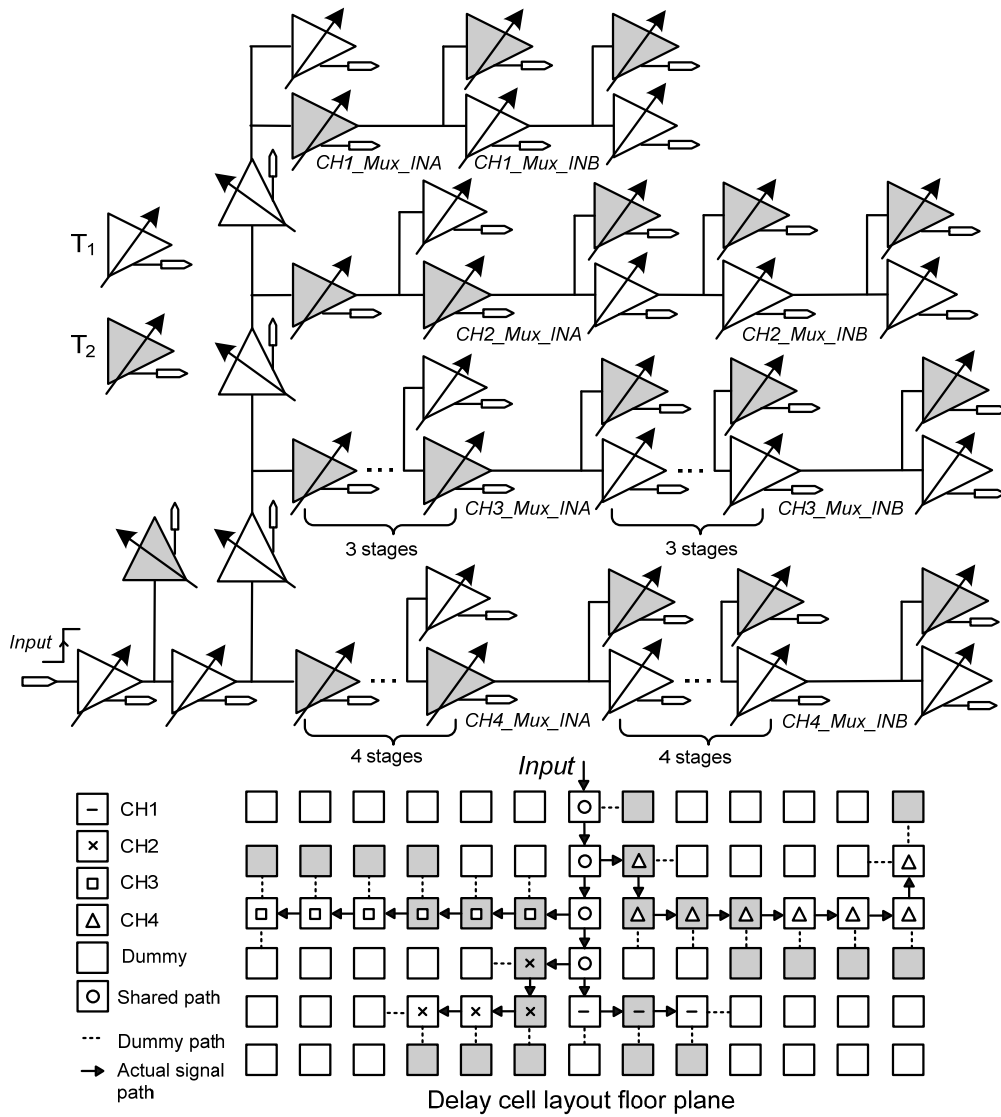 CH1_Mux_INA
CH1_Mux_INB
T1
T2
CH2_Mux_INA
CH2_Mux_INB
CH3_Mux_INA
CH3_Mux_INB
3 stages
3 stages
Input
CH4_Mux_INA
CH4_Mux_INB
4 stages
4 stages
Input
CH1
CH2
CH3
CH4
Dummy
Shared path
Dummy path
Actual signal
path
Delay cell layout floor plane